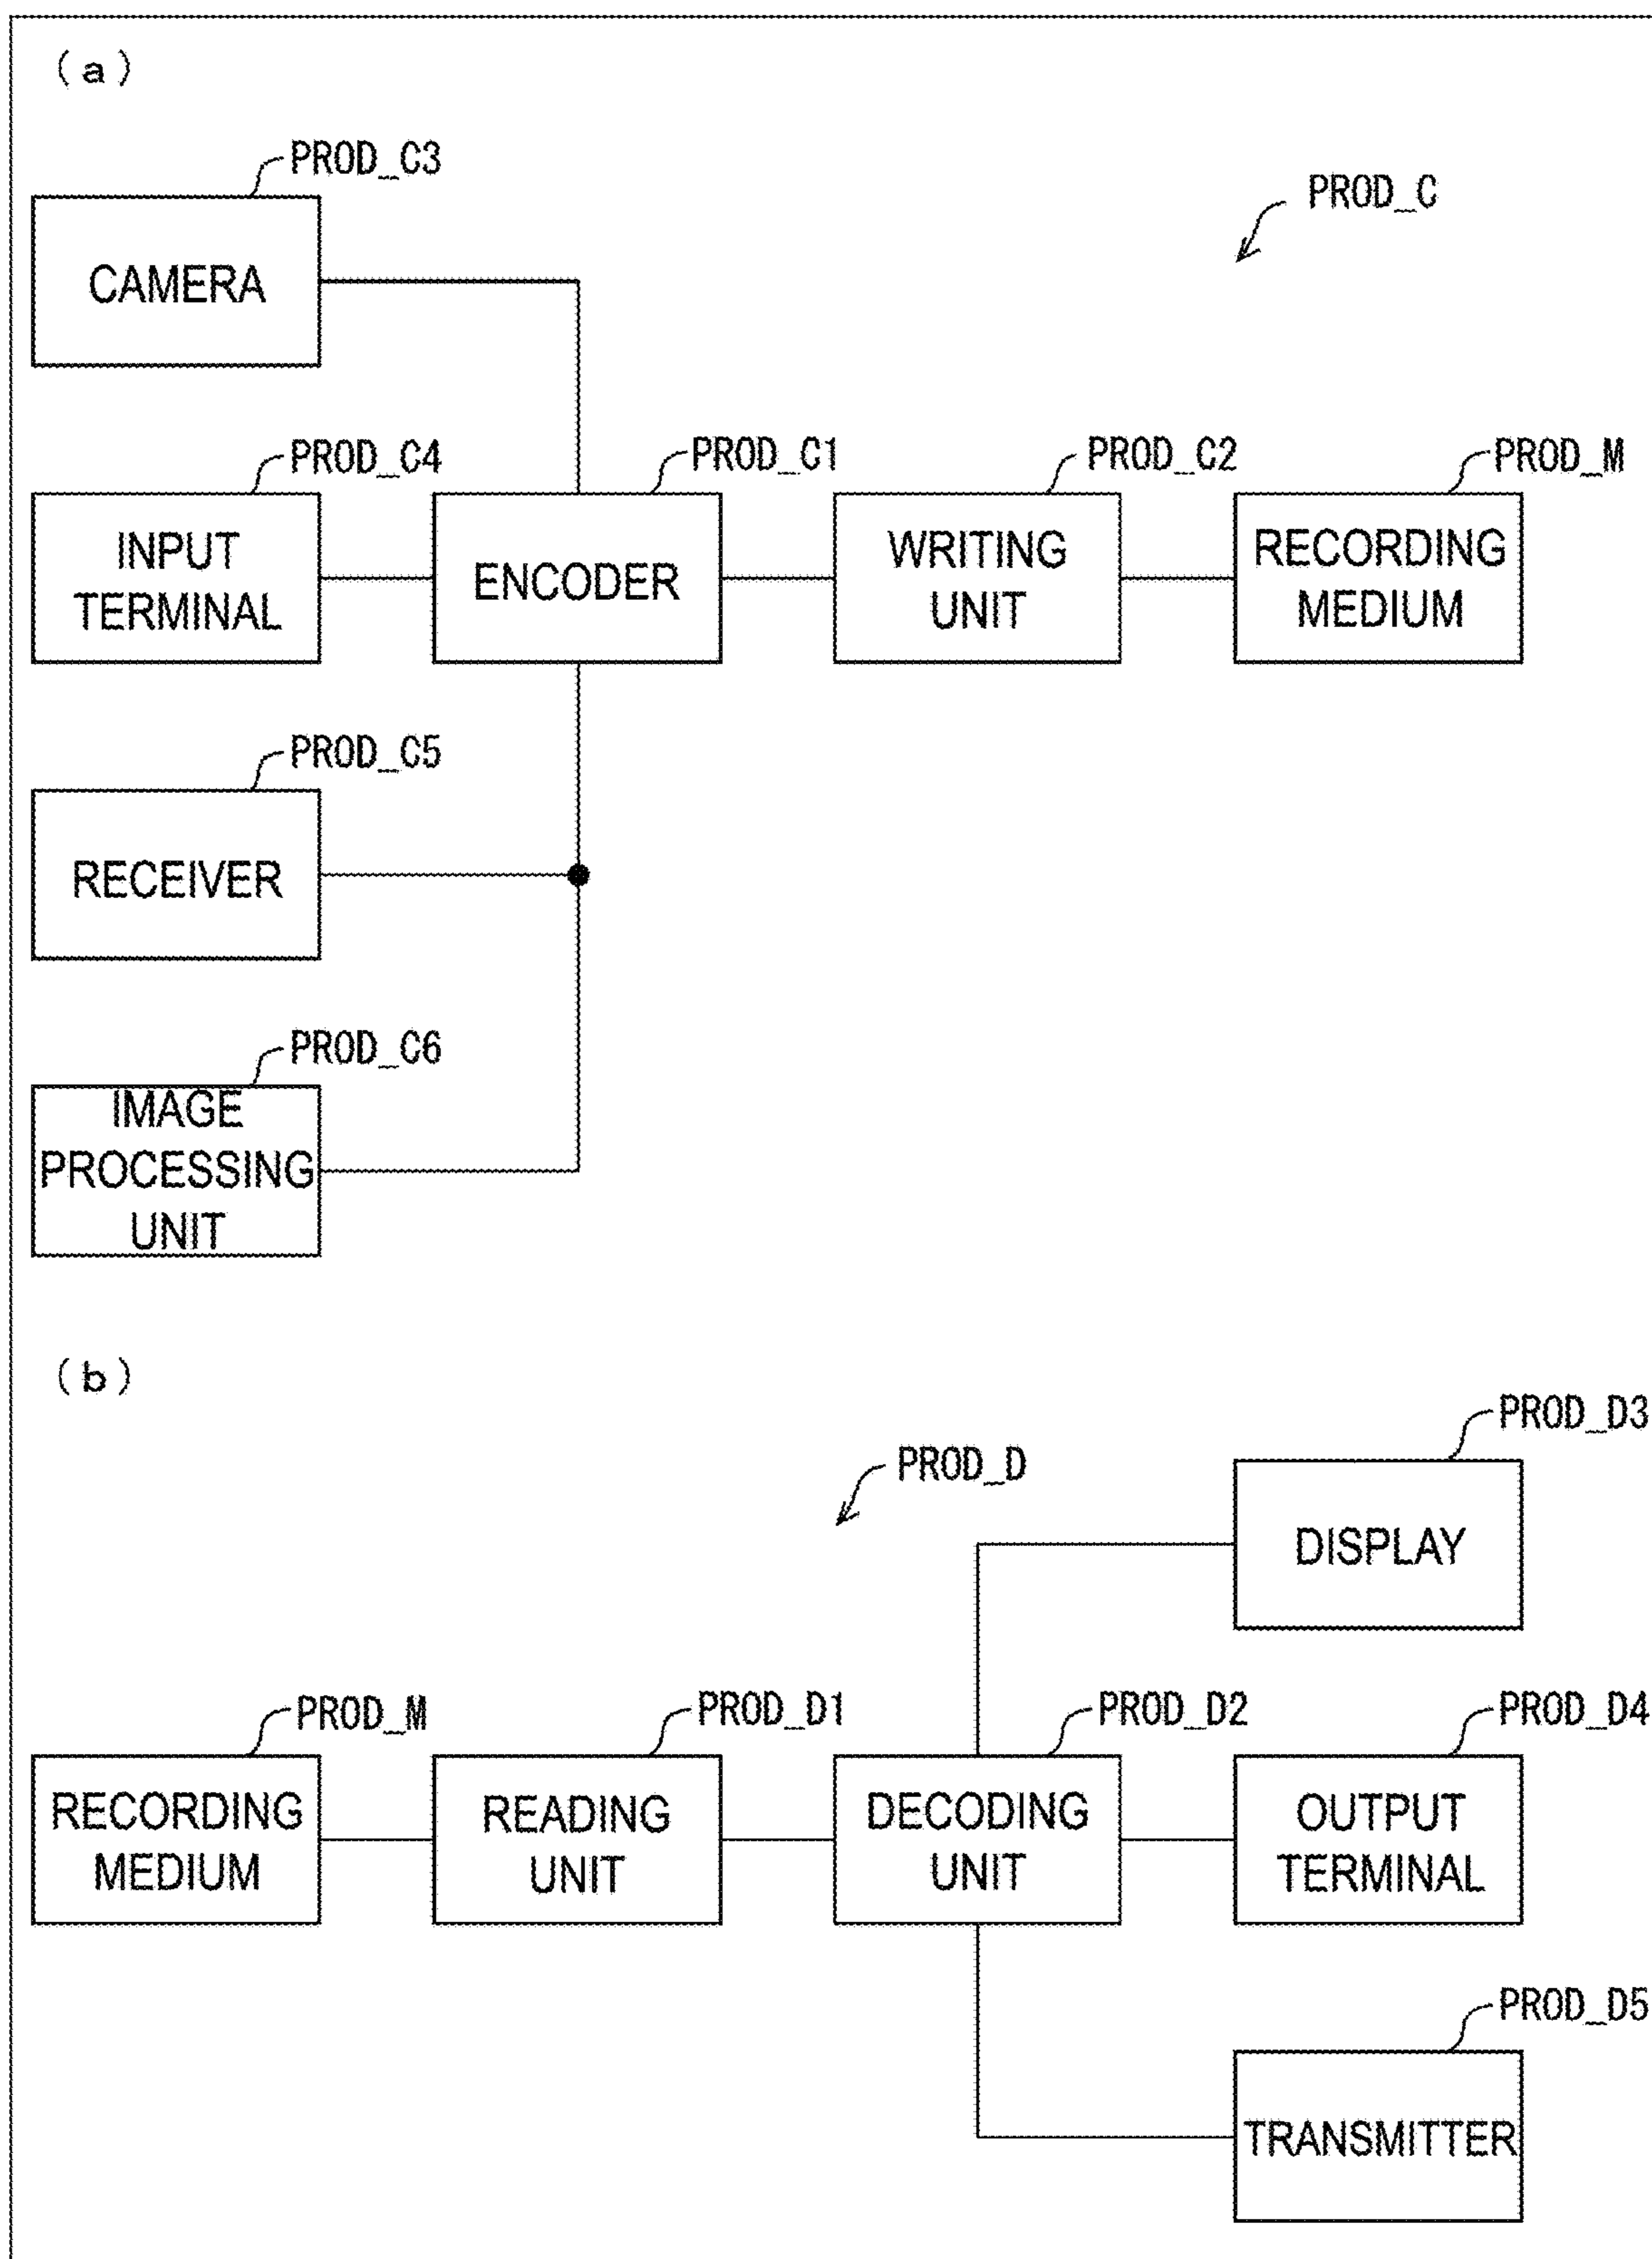 (a)
PROD_C3
PROD_C
CAMERA
PROD_C4
PROD_C1
PROD_C2
PROD_M
INPUT
TERMINAL
ENCODER
WRITING
UNIT
RECORDING
MEDIUM
PROD_C5
RECEIVER
PROD_C6
IMAGE
PROCESSING
UNIT
(b)
PROD_D3
PROD_D
DISPLAY
PROD_M
PROD_D1
PROD_D2
PROD_D4
RECORDING
MEDIUM
READING
UNIT
DECODING
UNIT
OUTPUT
TERMINAL
PROD_D5
TRANSMITTER